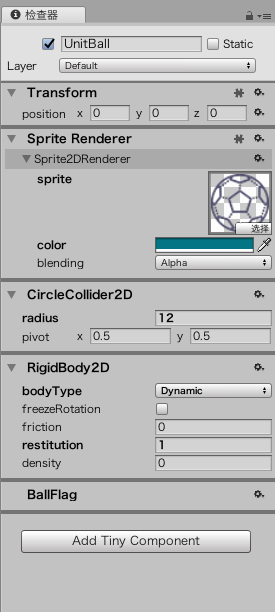 检查器
UnitBall Static
Layer Default
Transform
position x 0 y 0 z 0
Sprite Renderer
Sprite2DRenderer
sprite
选择
color
blending Alpha
CircleCollider2D
radius 12
pivot x 0.5 y 0.5
RigidBody2D
bodyType Dynamic
freezeRotation
friction 0
restitution 1
density 0
BallFlag
Add Tiny Component